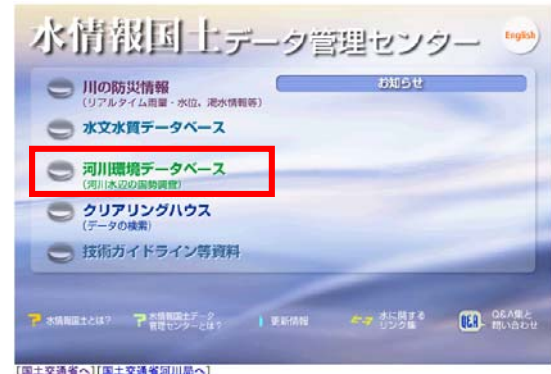 水情報国土データ管理センター
English
川の防災情報
(リアルタイム雨量・水位、渇水情報等)
お知らせ
水文水質データベース
河川環境データベース
(河川水辺の国勢調査)
クリアリングハウス
(データの検索)
技術ガイドライン等資料
水情報国土とは?
水情報国土データ
管理センターとは?
更新情報
水に関する
リンク集
Q&A
Q&A集と
問い合わせ
[国土交通省へ][国土交通省河川局へ]